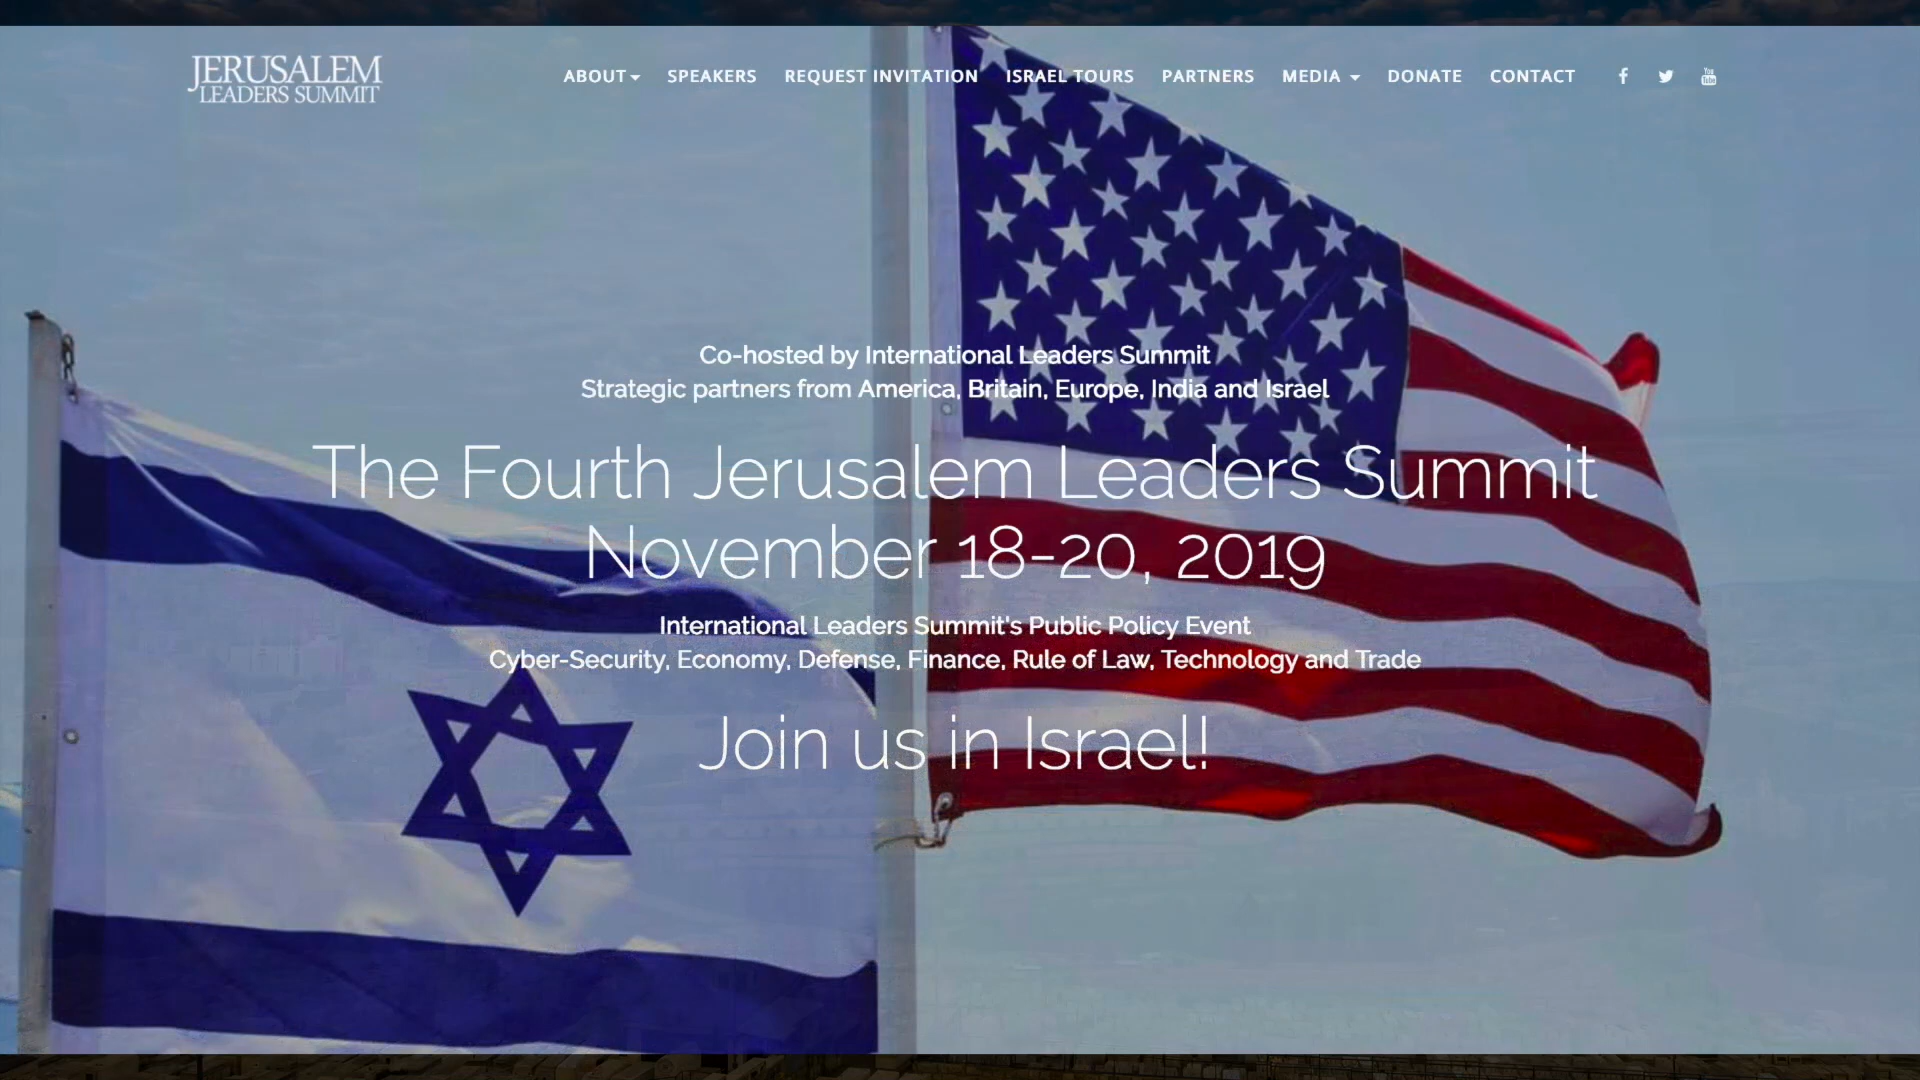 JERUSALEM
LEADERS SUMMIT
ABOUT SPEAKERS REQUEST INVITATION ISRAEL TOURS PARTNERS MEDIA DONATE CONTACT
Co-hosted by International Leaders Summit
Strategic partners from America, Britain, Europe, India and Israel
The Fourth Jerusalem Leaders Summit
November 18-20, 2019
International Leaders Summit's Public Policy Event
Cyber-Security, Economy, Defense, Finance, Rule of Law, Technology and Trade
Join us in Israel!